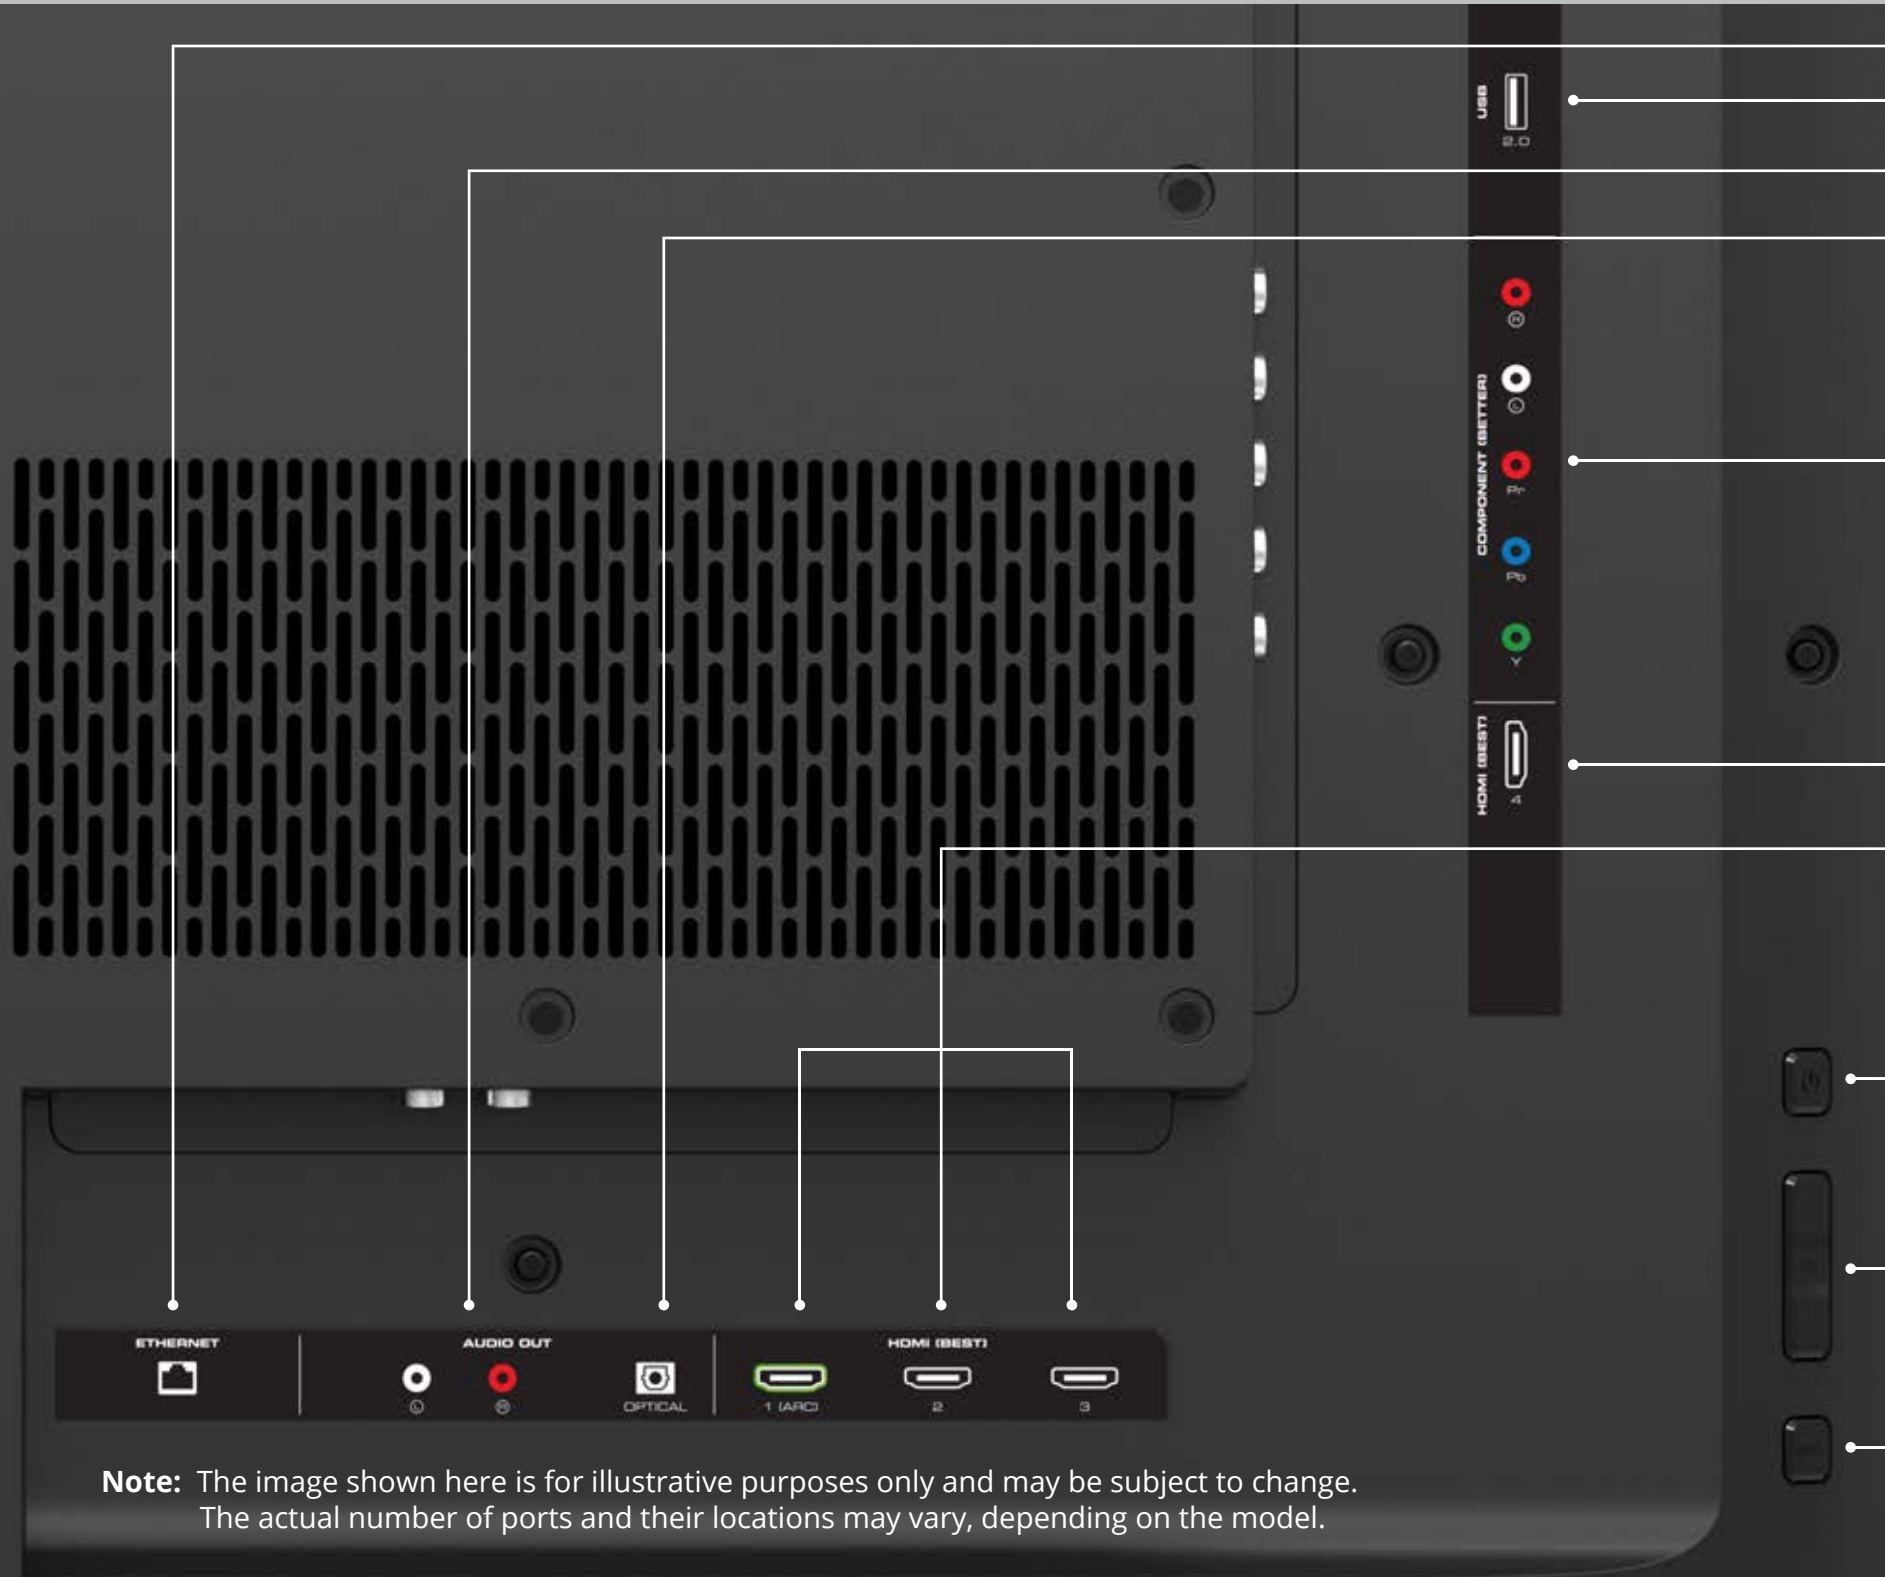 USB
2.0
R
L
COMPONENT (BETTER)
Pr
Pb
Y
HDMI (BEST)
4
ETHERNET
AUDIO OUT
HDMI (BEST)
L
R
OPTICAL
1 (ARC)
2
3
Note: The image shown here is for illustrative purposes only and may be subject to change.
The actual number of ports and their locations may vary, depending on the model.